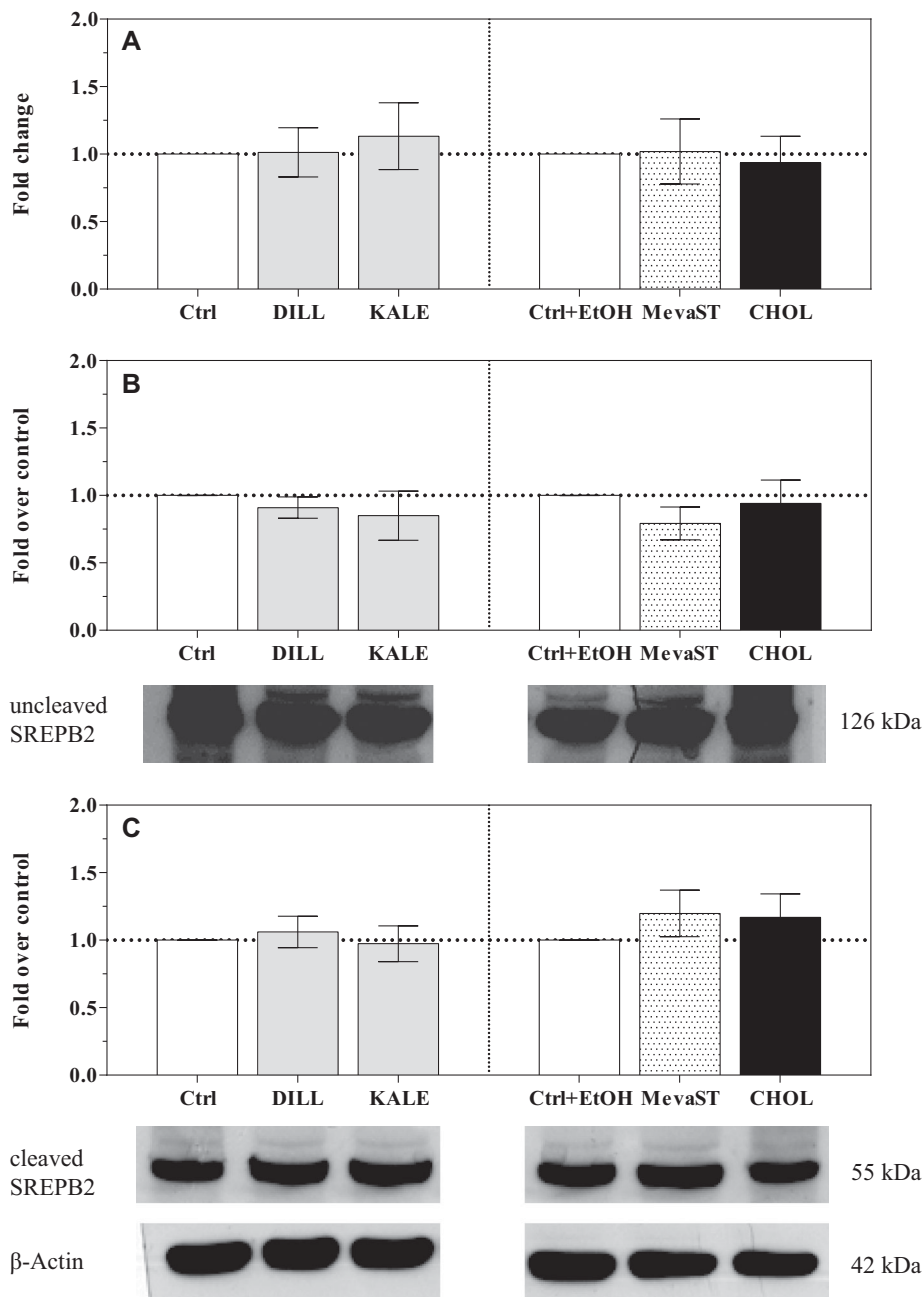 A
Fold change
2.0
1.5
1.0
0.5
0.0
Ctrl DILL KALE Ctrl+EtOH MevaST CHOL
B
Fold over control
2.0
1.5
1.0
0.5
0.0
Ctrl DILL KALE Ctrl+EtOH MevaST CHOL
uncleaved
SREPB2
126 kDa
C
Fold over control
2.0
1.5
1.0
0.5
0.0
Ctrl DILL KALE Ctrl+EtOH MevaST CHOL
cleaved
SREPB2
55 kDa
β-Actin
42 kDa